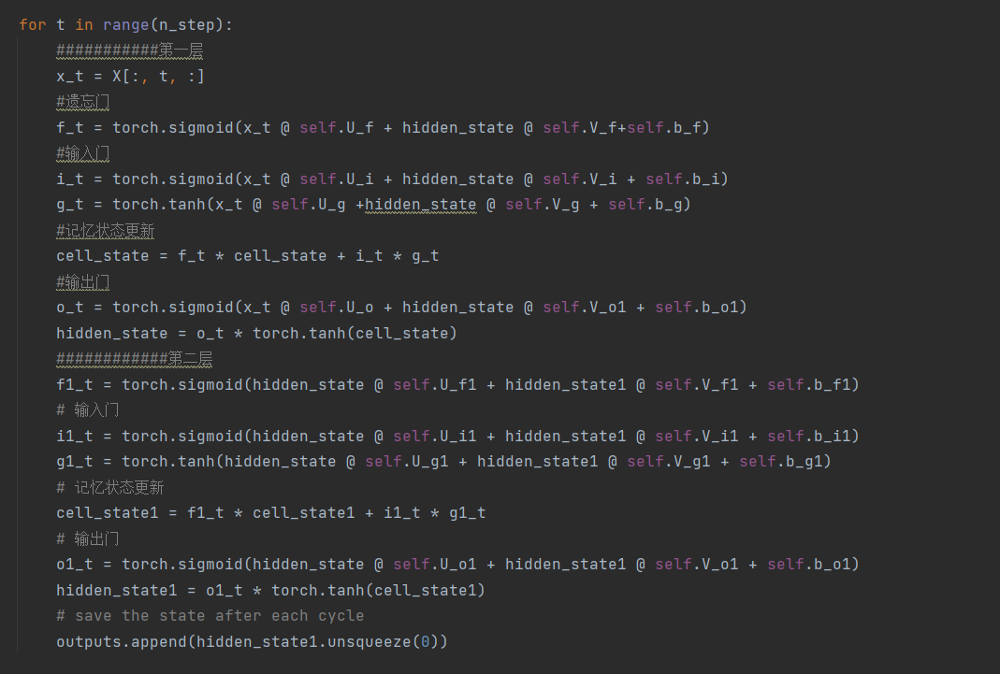 for t in range(n_step):
###########第一层
x_t = X[:, t, :]
#遗忘门
f_t = torch.sigmoid(x_t @ self.U_f + hidden_state @ self.V_f+self.b_f)
#输入门
i_t = torch.sigmoid(x_t @ self.U_i + hidden_state @ self.V_i + self.b_i)
g_t = torch.tanh(x_t @ self.U_g +hidden_state @ self.V_g + self.b_g)
#记忆状态更新
cell_state = f_t * cell_state + i_t * g_t
#输出门
o_t = torch.sigmoid(x_t @ self.U_o + hidden_state @ self.V_o1 + self.b_o1)
hidden_state = o_t * torch.tanh(cell_state)
############第二层
f1_t = torch.sigmoid(hidden_state @ self.U_f1 + hidden_state1 @ self.V_f1 + self.b_f1)
# 输入门
i1_t = torch.sigmoid(hidden_state @ self.U_i1 + hidden_state1 @ self.V_i1 + self.b_i1)
g1_t = torch.tanh(hidden_state @ self.U_g1 + hidden_state1 @ self.V_g1 + self.b_g1)
# 记忆状态更新
cell_state1 = f1_t * cell_state1 + i1_t * g1_t
# 输出门
o1_t = torch.sigmoid(hidden_state @ self.U_o1 + hidden_state1 @ self.V_o1 + self.b_o1)
hidden_state1 = o1_t * torch.tanh(cell_state1)
# save the state after each cycle
outputs.append(hidden_state1.unsqueeze(0))